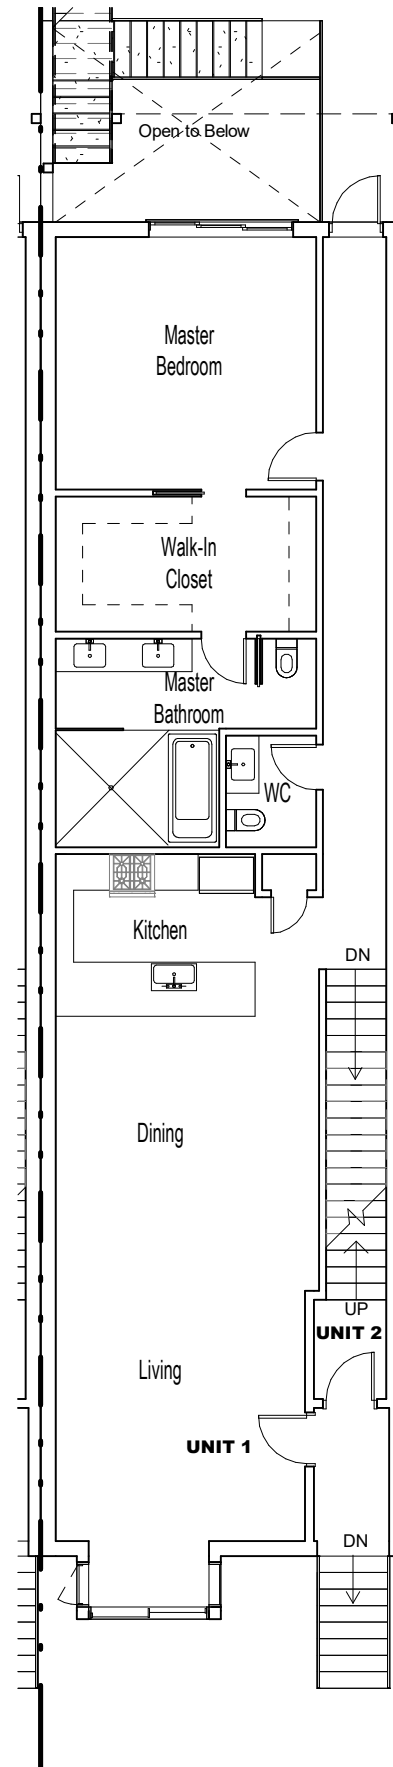 Open to Below
Master
Bedroom
Walk-In
Closet
Master
Bathroom
WC
Kitchen
DN
Dining
UP
UNIT 2
Living
UNIT 1
DN